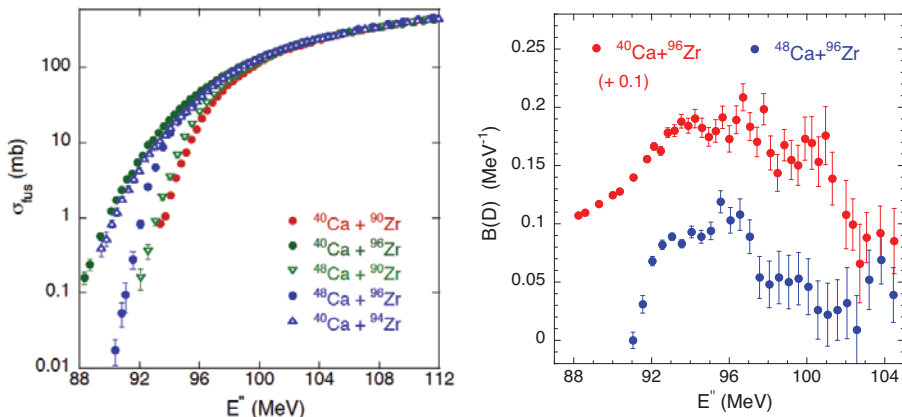 σfus (mb)
100
10
1
0.1
0.01
40Ca + 90Zr
40Ca + 96Zr
48Ca + 90Zr
48Ca + 96Zr
40Ca + 94Zr
88 92 96 100 104 108 112
E" (MeV)
B(D) (MeV-1)
0.25
0.2
0.15
0.1
0.05
0
40Ca+96Zr
(+ 0.1)
48Ca+96Zr
88 92 96 100 104
E" (MeV)